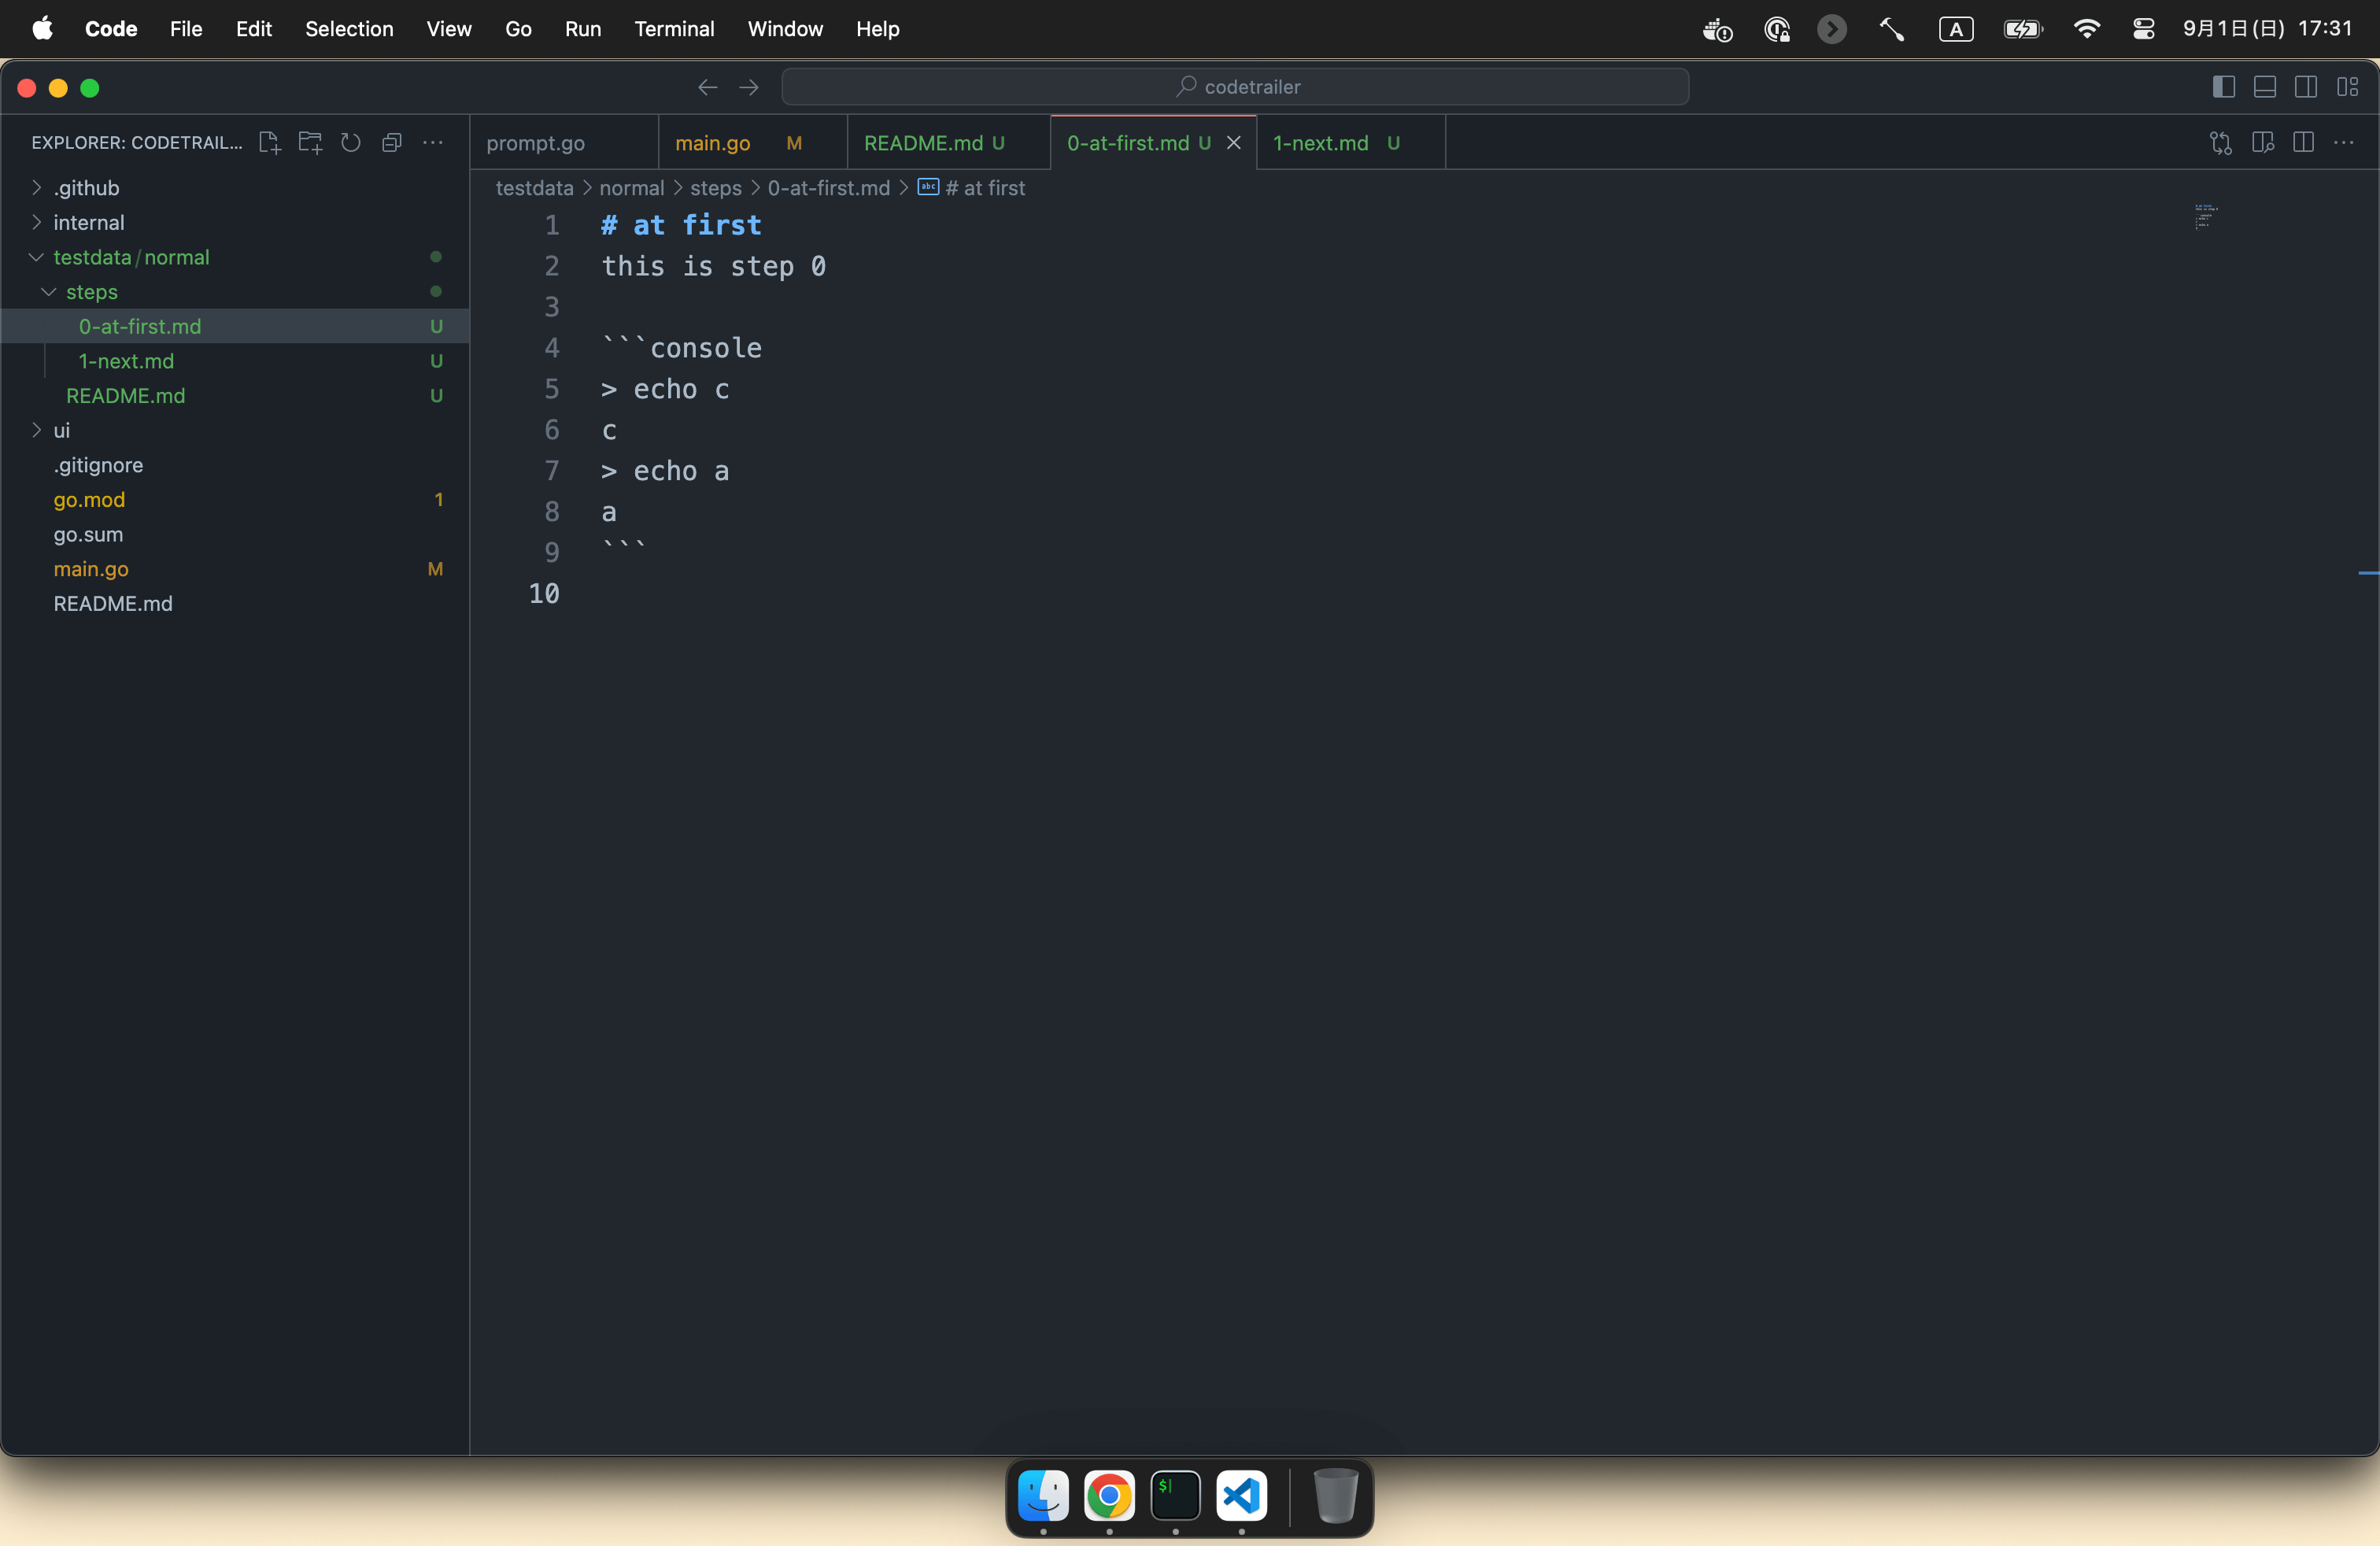 Code File Edit Selection View Go Run Terminal Window Help A 9月1日(日) 17:31
codetrailer
EXPLORER: CODETRAIL...
.github
internal
testdata/normal
steps
0-at-first.md U
1-next.md U
README.md U
ui
.gitignore
go.mod 1
go.sum
main.go M
README.md
prompt.go main.go M README.md U 0-at-first.md U 1-next.md U
testdata > normal > steps > 0-at-first.md > abc # at first
1 # at first
2 this is step 0
3
4 ```console
5 > echo c
6 c
7 > echo a
8 a
9 ```
10
$|